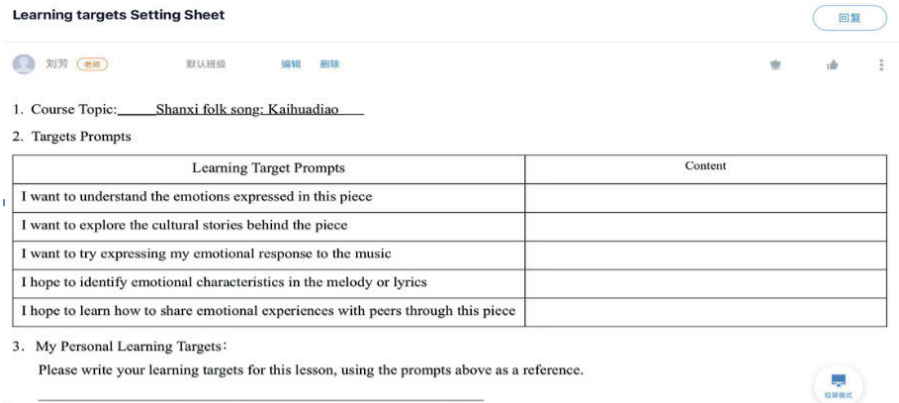 Learning targets Setting Sheet
回复
刘芳 老师 默认班级 编辑 删除
1. Course Topic: Shanxi folk song: Kaihuadiao
2. Targets Prompts
Learning Target Prompts Content
I want to understand the emotions expressed in this piece
I want to explore the cultural stories behind the piece
I want to try expressing my emotional response to the music
I hope to identify emotional characteristics in the melody or lyrics
I hope to learn how to share emotional experiences with peers through this piece
3. My Personal Learning Targets:
Please write your learning targets for this lesson, using the prompts above as a reference.
投屏模式